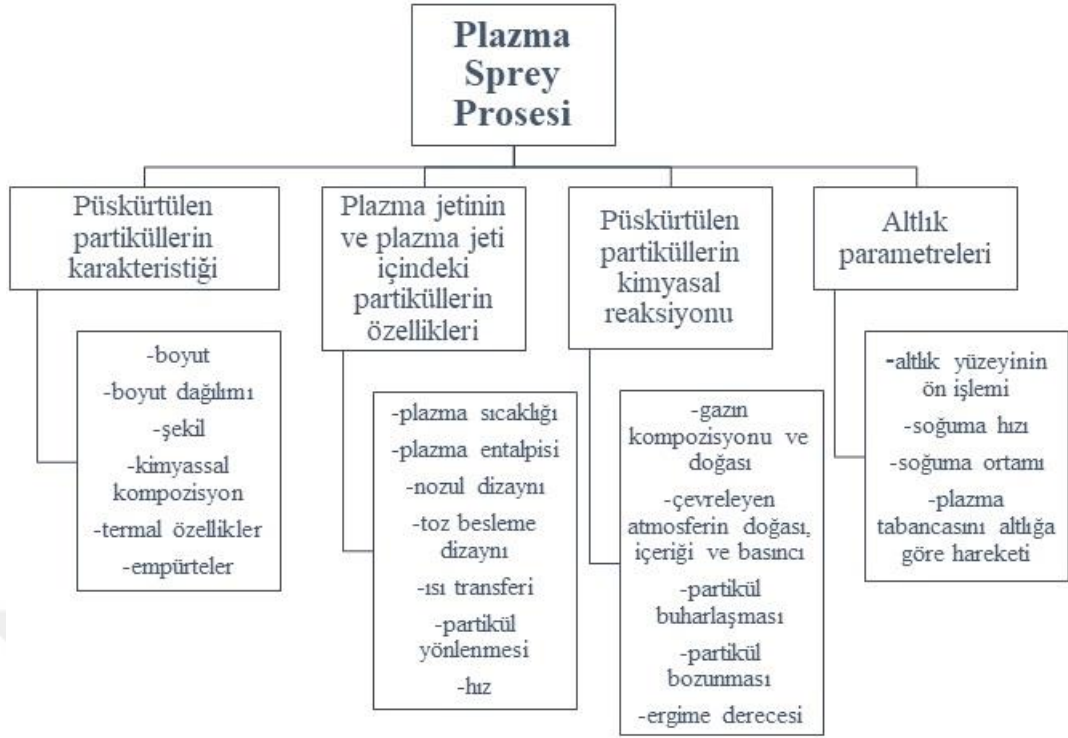 Plazma
Sprey
Prosesi
Püskürtülen
partiküllerin
karakteristiği
-boyut
-boyut dağılımı
-şekil
-kimyassal
kompozisyon
-termal özellikler
-empürteler
Plazma jetinin
ve plazma jeti
içindeki
partiküllerin
özellikleri
-plazma sıcaklığı
-plazma entalpisi
-nozul dizaynı
-toz besleme
dizaynı
-ısı transferi
-partikül
yönlenmesi
-hız
Püskürtülen
partiküllerin
kimyasal
reaksiyonu
-gazın
kompozisyonu ve
doğası
-çevreleyen
atmosferin doğası,
içeriği ve basıncı
-partikül
buharlaşması
-partikül
bozunması
-ergime derecesi
Altlık
parametreleri
-altlık yüzeyinin
ön işlemi
-soğuma hızı
-soğuma ortamı
-plazma
tabancasını altlığa
göre hareketi